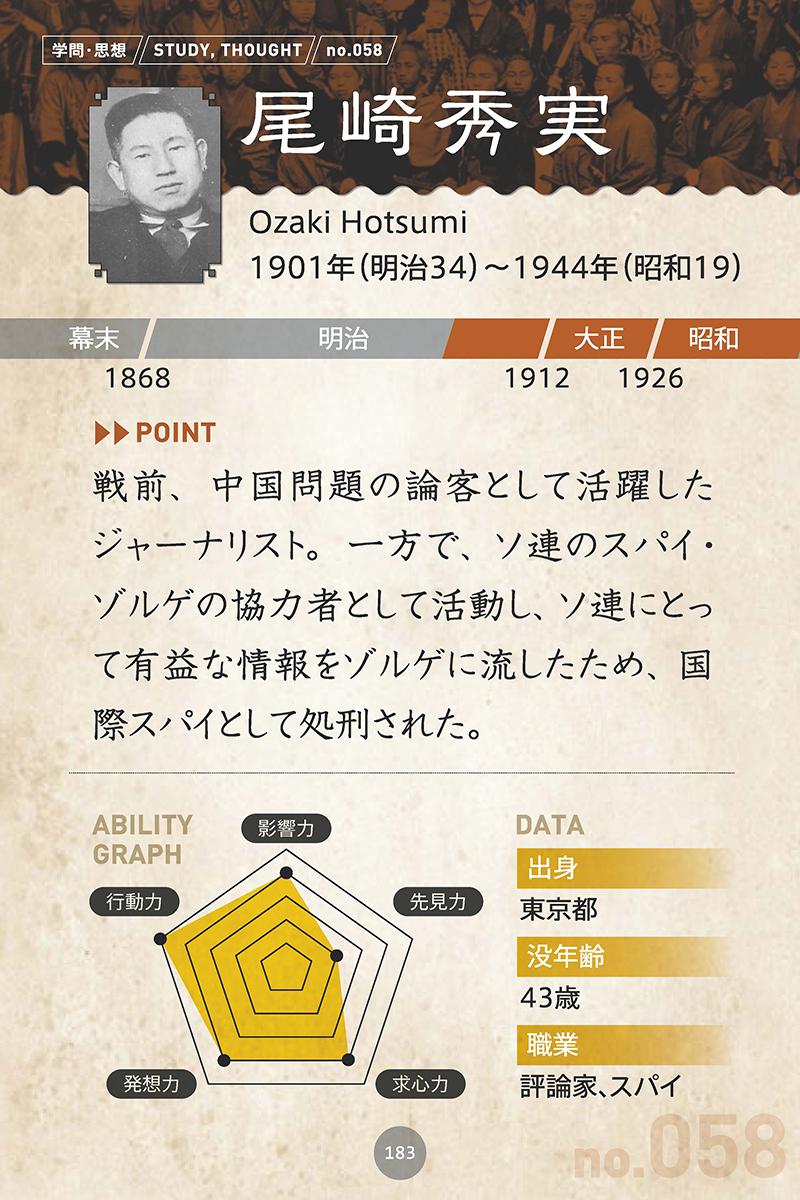 学問・思想 STUDY, THOUGHT no.058
尾崎秀実
Ozaki Hotsumi
1901年(明治34)～1944年(昭和19)
幕末 明治 大正 昭和
1868 1912 1926
POINT
戦前、中国問題の論客として活躍した
ジャーナリスト。一方で、ソ連のスパイ・
ゾルゲの協力者として活動し、ソ連にとっ
て有益な情報をゾルゲに流したため、国
際スパイとして処刑された。
ABILITY
GRAPH
影響力
先見力
求心力
発想力
行動力
DATA
出身
東京都
没年齢
43歳
職業
評論家、スパイ
183
no.058